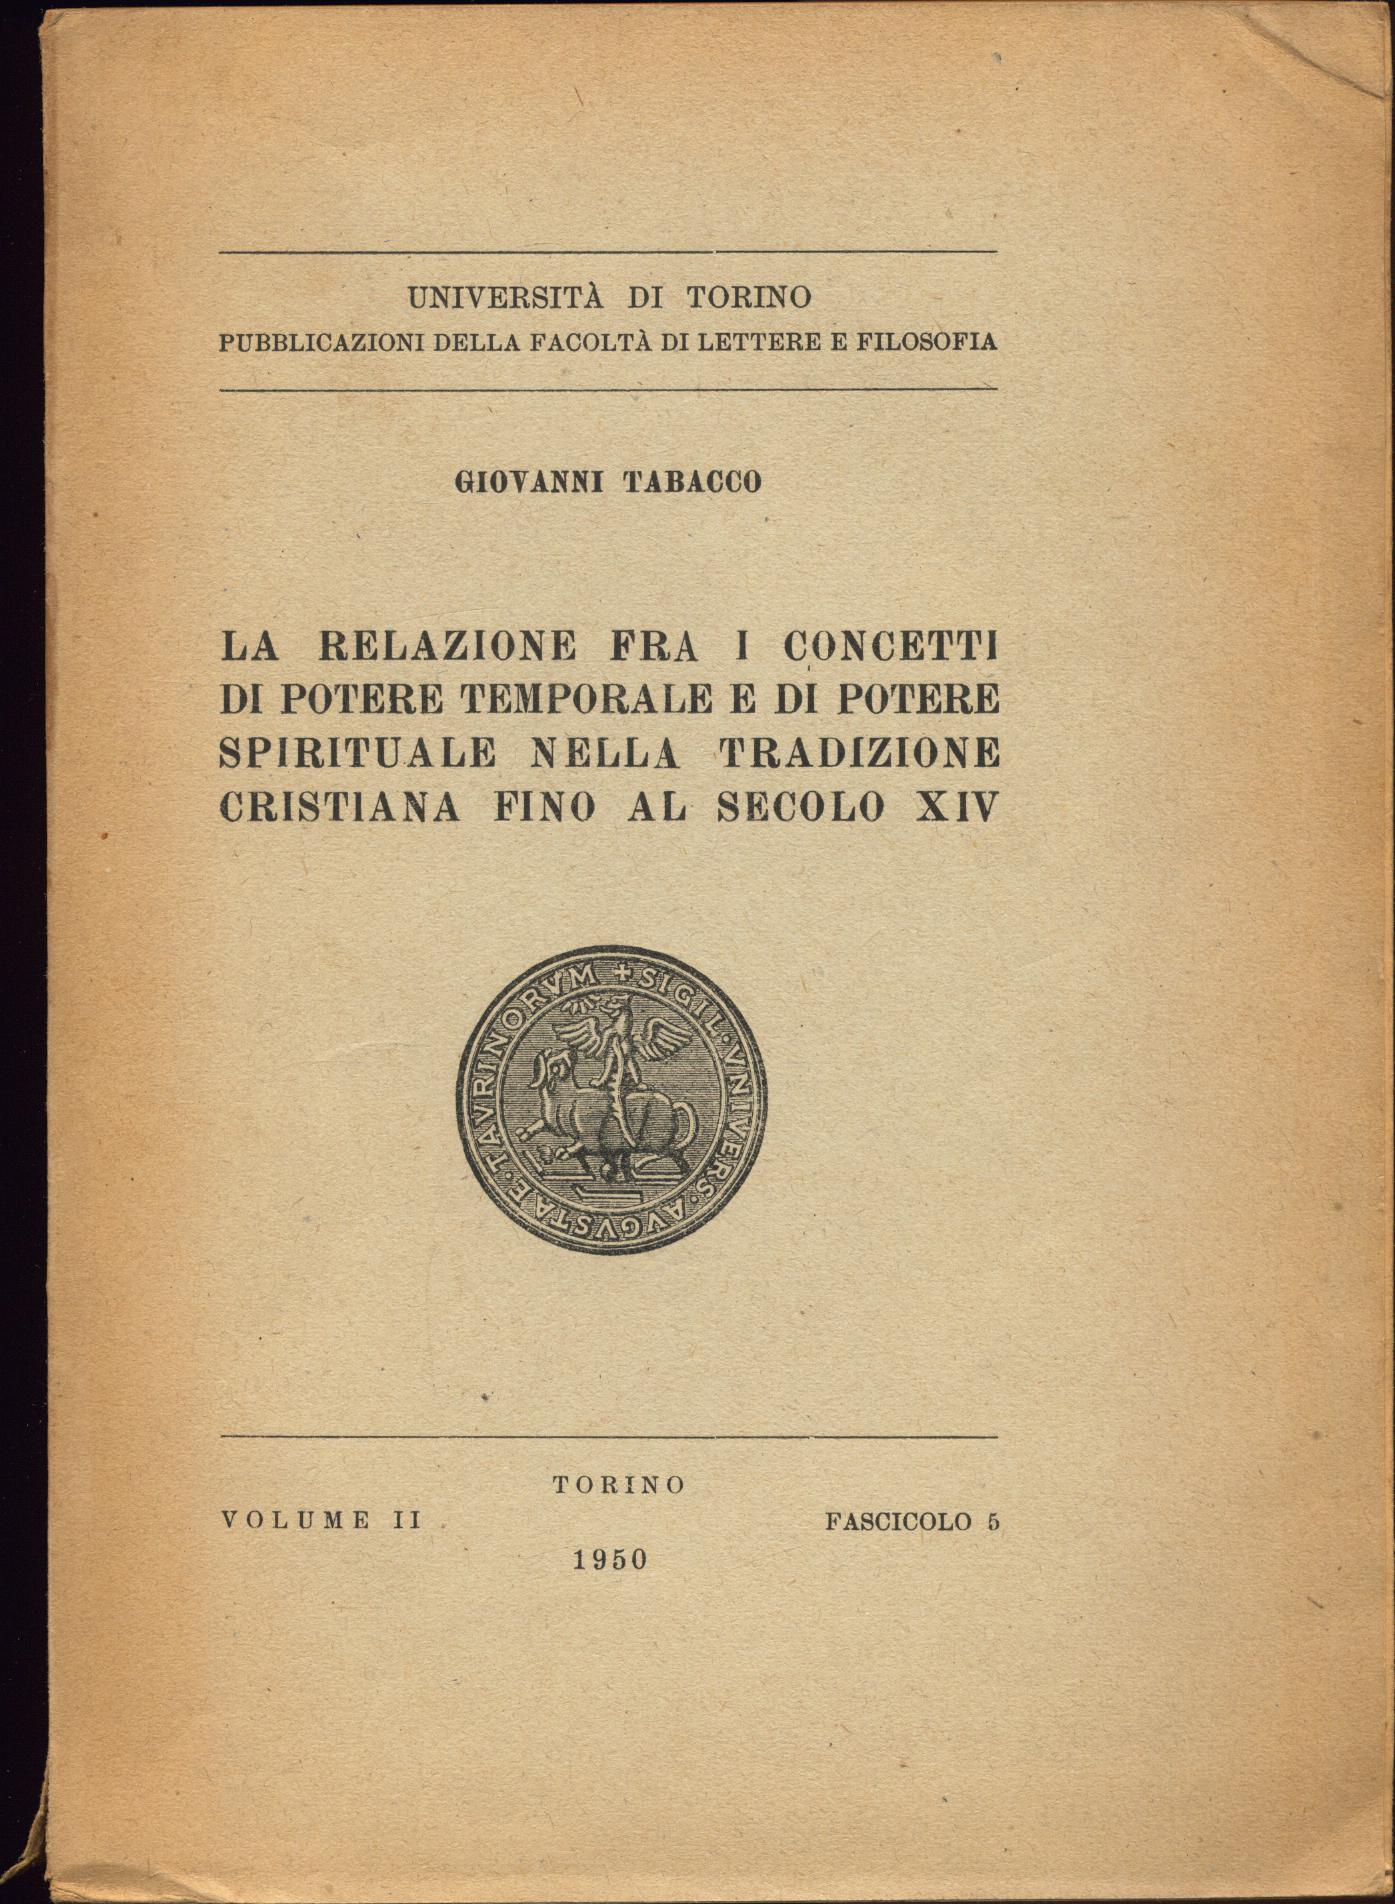 UNIVERSITÀ DI TORINO
PUBBLICAZIONI DELLA FACOLTÀ DI LETTERE E FILOSOFIA
GIOVANNI TABACCO
LA RELAZIONE FRA I CONCETTI
DI POTERE TEMPORALE E DI POTERE
SPIRITUALE NELLA TRADIZIONE
CRISTIANA FINO AL SECOLO XIV
+ SIGIL · VNIVERS · AVGVSTAE · TAVRINORVM
TORINO
VOLUME II FASCICOLO 5
1950